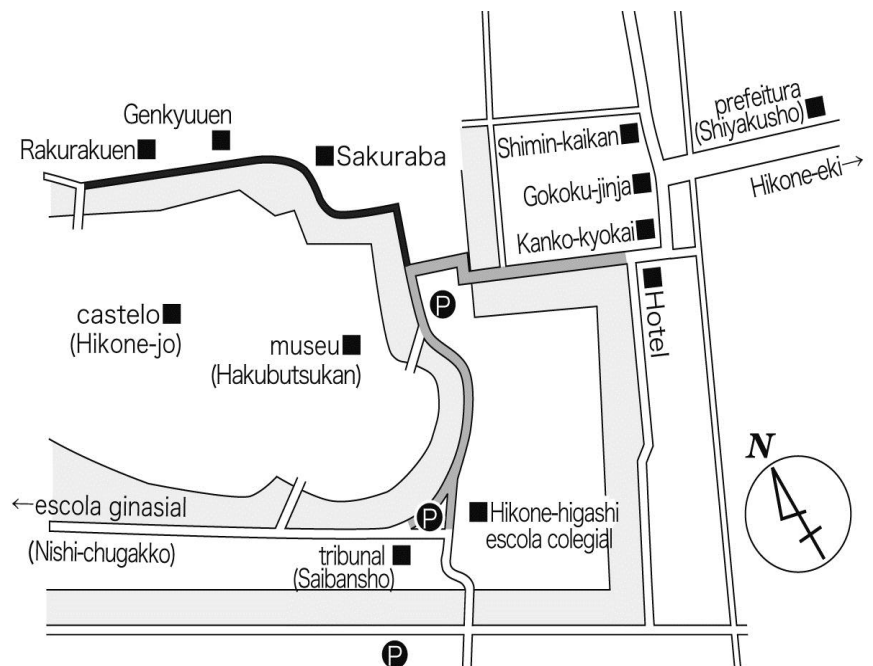 prefeitura
(Shiyakusho)
Genkyuuen
Shimin-kaikan
Rakurakuen
Sakuraba
Hikone-eki→
Gokoku-jinja
Kanko-kyokai
P
Hotel
castelo
(Hikone-jo)
museu
(Hakubutsukan)
N
←escola ginasial
P
Hikone-higashi
escola colegial
(Nishi-chugakko)
tribunal
(Saibansho)
P